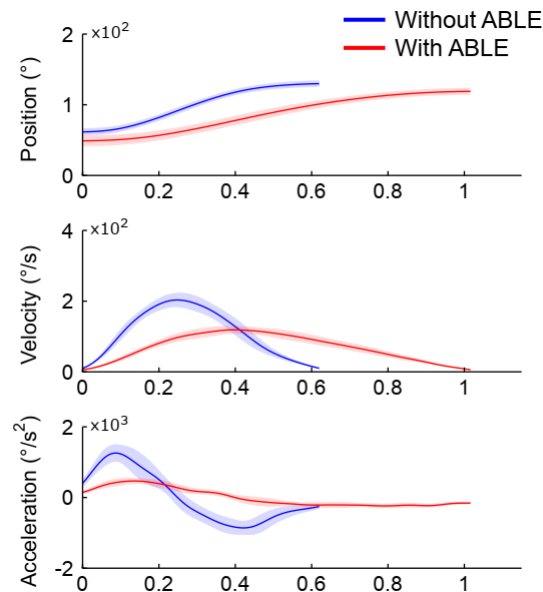 Without ABLE
With ABLE
×10²
Position (°)
2
1
0
0 0.2 0.4 0.6 0.8 1
×10²
Velocity (°/s)
4
2
0
0 0.2 0.4 0.6 0.8 1
×10³
Acceleration (°/s²)
2
0
-2
0 0.2 0.4 0.6 0.8 1